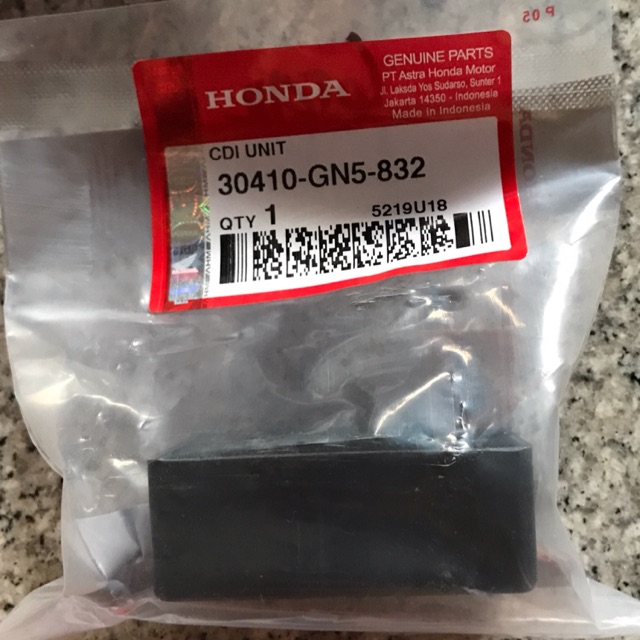 P 05
HONDA
GENUINE PARTS
PT Astra Honda Motor
Jl. Laksda Yos Sudarso, Sunter 1
Jakarta 14350 - Indonesia
Made in Indonesia
CDI UNIT
30410-GN5-832
QTY 1
5219U18